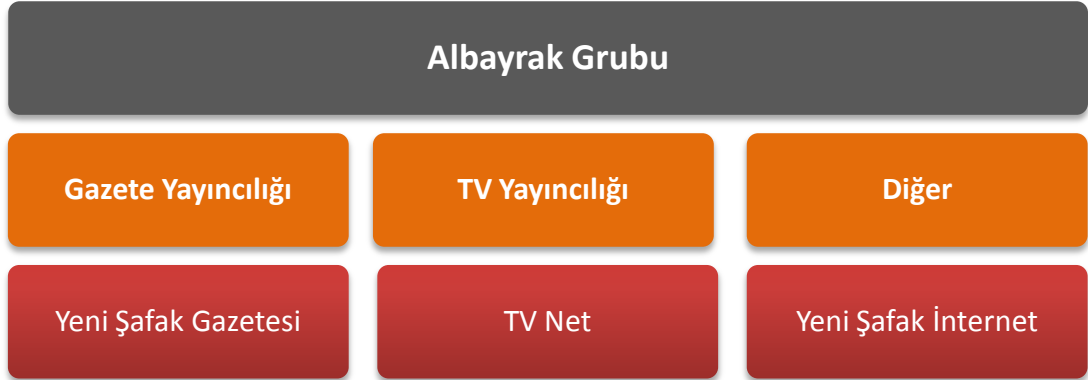 Albayrak Grubu
Gazete Yayıncılığı
TV Yayıncılığı
Diğer
Yeni Şafak Gazetesi
TV Net
Yeni Şafak İnternet